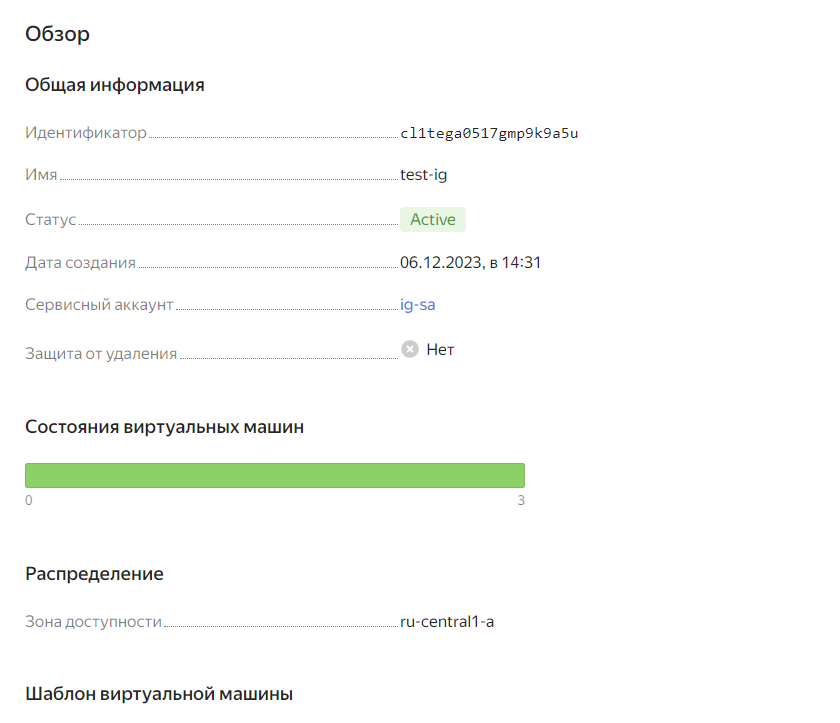 Обзор
Общая информация
Идентификатор cl1tega0517gmp9k9a5u
Имя test-ig
Статус Active
Дата создания 06.12.2023, в 14:31
Сервисный аккаунт ig-sa
Защита от удаления Нет
Состояния виртуальных машин
0 3
Распределение
Зона доступности ru-central1-a
Шаблон виртуальной машины